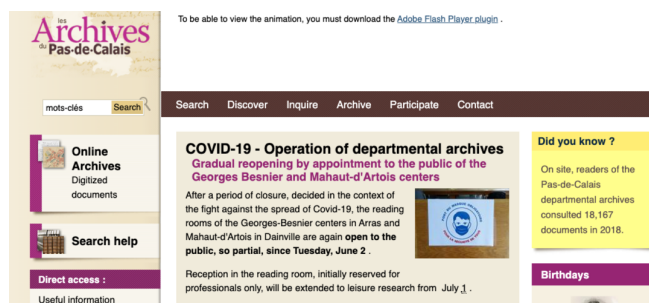 les
Archives
du Pas-de-Calais
To be able to view the animation, you must download the Adobe Flash Player plugin .
mots-clés
Search
Search Discover Inquire Archive Participate Contact
Online
Archives
Digitized
documents
Search help
Direct access :
Useful information
COVID-19 - Operation of departmental archives
Gradual reopening by appointment to the public of the
Georges Besnier and Mahaut-d'Artois centers
After a period of closure, decided in the context of
the fight against the spread of Covid-19, the reading
rooms of the Georges-Besnier centers in Arras and
Mahaut-d'Artois in Dainville are again open to the
public, so partial, since Tuesday, June 2 .
Reception in the reading room, initially reserved for
professionals only, will be extended to leisure research from July 1 .
Did you know ?
On site, readers of the
Pas-de-Calais
departmental archives
consulted 18,167
documents in 2018.
Birthdays